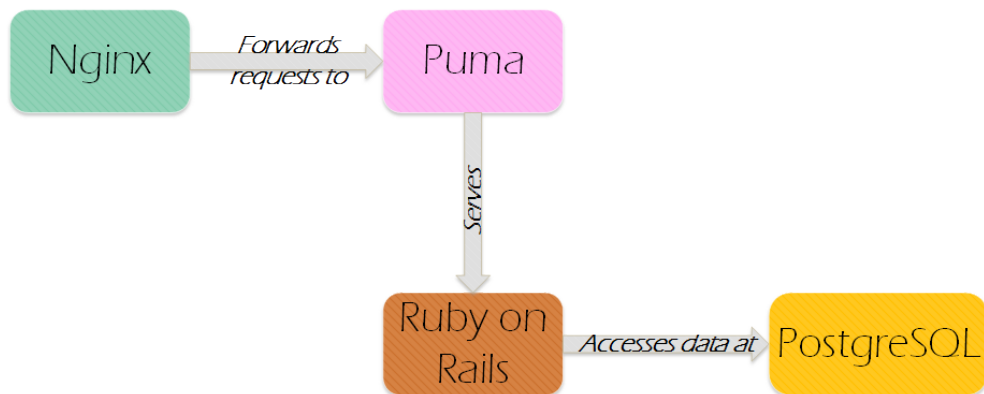 Nginx
Forwards
requests to
Puma
Serves
Ruby on
Rails
Accesses data at
PostgreSQL